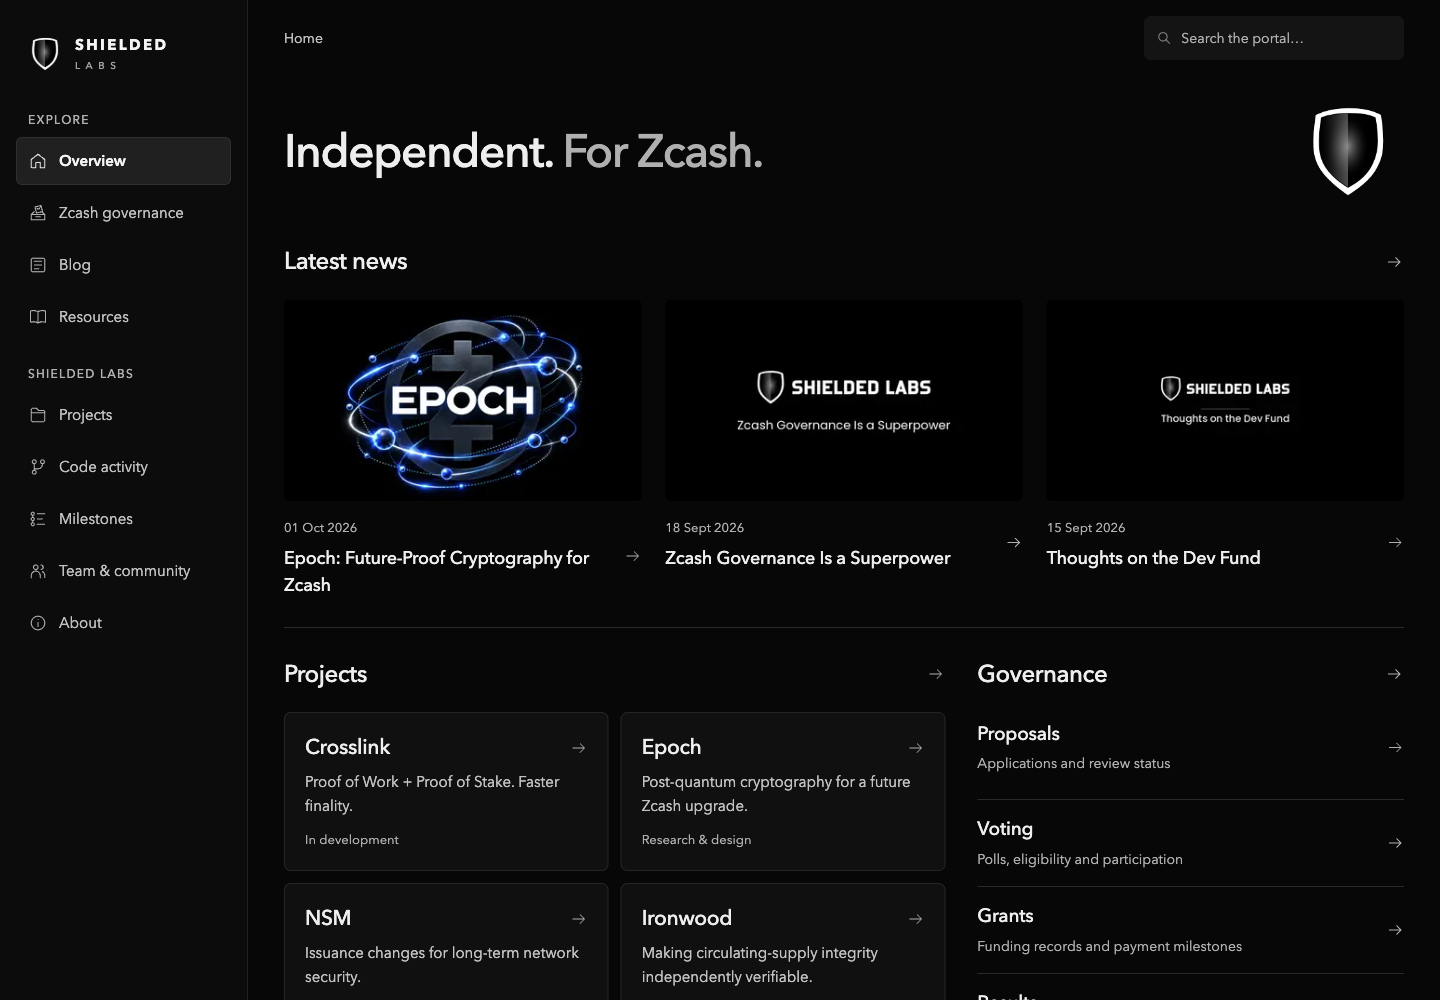 SHIELDED
LABS
EXPLORE
Overview
Zcash governance
Blog
Resources
SHIELDED LABS
Projects
Code activity
Milestones
Team & community
About
Home
Search the portal...
Independent. For Zcash.
Latest news
EPOCH
01 Oct 2026
Epoch: Future-Proof Cryptography for
Zcash
SHIELDED LABS
Zcash Governance Is a Superpower
18 Sept 2026
Zcash Governance Is a Superpower
SHIELDED LABS
Thoughts on the Dev Fund
15 Sept 2026
Thoughts on the Dev Fund
Projects
Crosslink
Proof of Work + Proof of Stake. Faster
finality.
In development
Epoch
Post-quantum cryptography for a future
Zcash upgrade.
Research & design
NSM
Issuance changes for long-term network
security.
Ironwood
Making circulating-supply integrity
independently verifiable.
Governance
Proposals
Applications and review status
Voting
Polls, eligibility and participation
Grants
Funding records and payment milestones